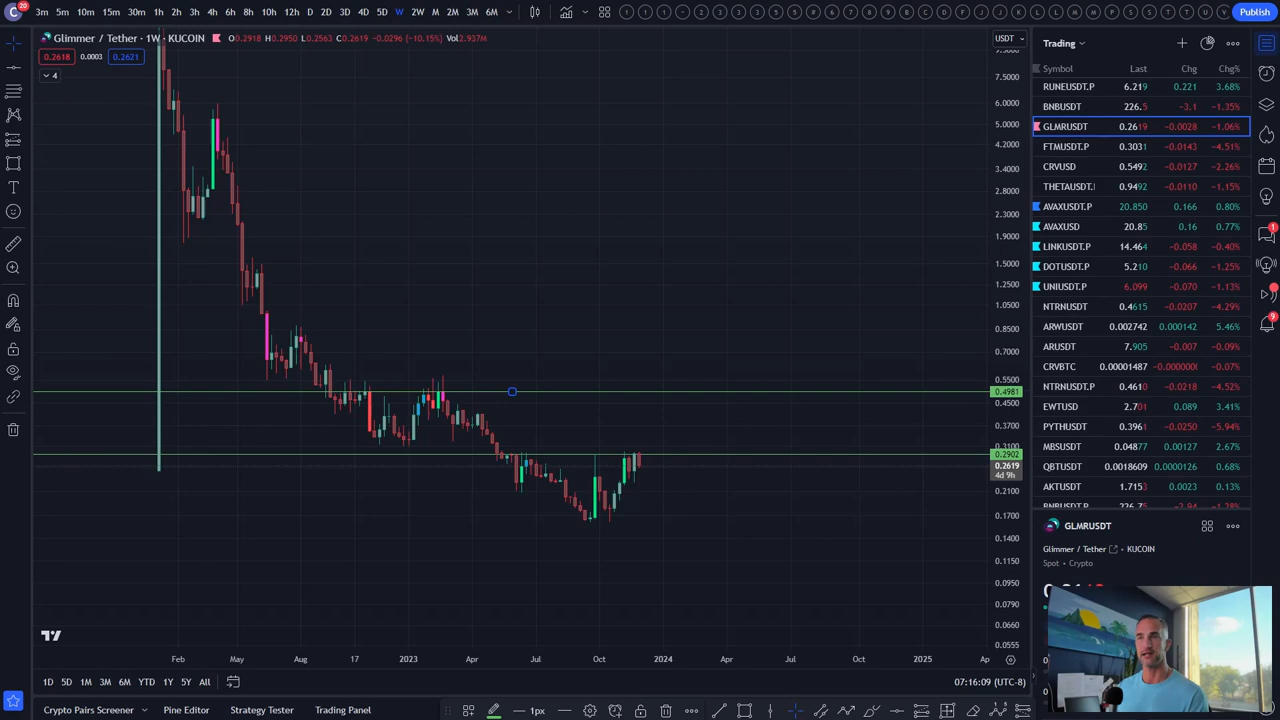 C 20 3m 5m 10m 15m 30m 1h 2h 3h 4h 6h 8h 10h 12h D 2D 3D 4D 5D W 2W M 2M 3M 6M Publish
Glimmer / Tether · 1W · KUCOIN O0.2918 H0.2950 L0.2563 C0.2619 −0.0296 (−10.15%) Vol2.937M USDT
0.2618 0.0003 0.2621
4
9.5000
7.5000
6.0000
5.0000
4.2000
3.4000
2.8000
2.3000
1.9000
1.5000
1.2500
1.0500
0.8500
0.7000
0.5500
0.4981
0.4500
0.3700
0.3100
0.2902
0.2619
4d 9h
0.2100
0.1700
0.1400
0.1150
0.0950
0.0790
0.0660
0.0555
Feb May Aug 17 2023 Apr Jul Oct 2024 Apr Jul Oct 2025 Ap
1D 5D 1M 3M 6M YTD 1Y 5Y All 07:16:09 (UTC-8)
Crypto Pairs Screener Pine Editor Strategy Tester Trading Panel 1px
Trading
Symbol Last Chg Chg%
RUNEUSDT.P 6.219 0.221 3.68%
BNBUSDT 226.5 −3.1 −1.35%
GLMRUSDT 0.2619 −0.0028 −1.06%
FTMUSDT.P 0.3031 −0.0143 −4.51%
CRVUSD 0.5492 −0.0127 −2.26%
THETAUSDT. 0.9492 −0.0110 −1.15%
AVAXUSDT.P 20.850 0.166 0.80%
AVAXUSD 20.85 0.16 0.77%
LINKUSDT.P 14.464 −0.058 −0.40%
DOTUSDT.P 5.210 −0.066 −1.25%
UNIUSDT.P 6.099 −0.070 −1.13%
NTRNUSDT 0.4615 −4.29%
ARWUSDT 0.002742 0.000142 5.46%
ARUSDT 7.905 −0.007 −0.09%
CRVBTC 0.00001487 −0.0000000 −0.07%
NTRNUSDT.P 0.4610 −0.0218 −4.52%
EWTUSD 2.701 0.089 3.41%
PYTHUSDT.P 0.3961 −0.0250 −5.94%
MBSUSDT 0.04877 0.00127 2.67%
QBTUSDT 0.0018609 0.0000126 0.68%
AKTUSDT 1.7153 0.0023 0.13%
BNBUSDT.P 226.75 −2.94 −1.28%
GLMRUSDT
Glimmer / Tether · KUCOIN
Spot · Crypto
1
9